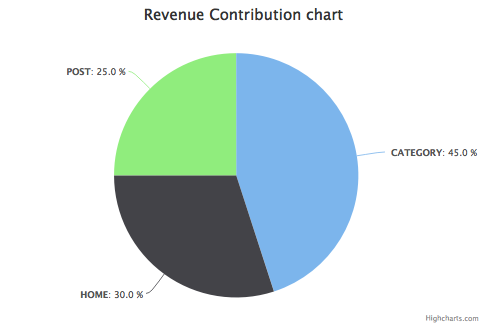 Revenue Contribution chart
POST: 25.0 %
CATEGORY: 45.0 %
HOME: 30.0 %
Highcharts.com